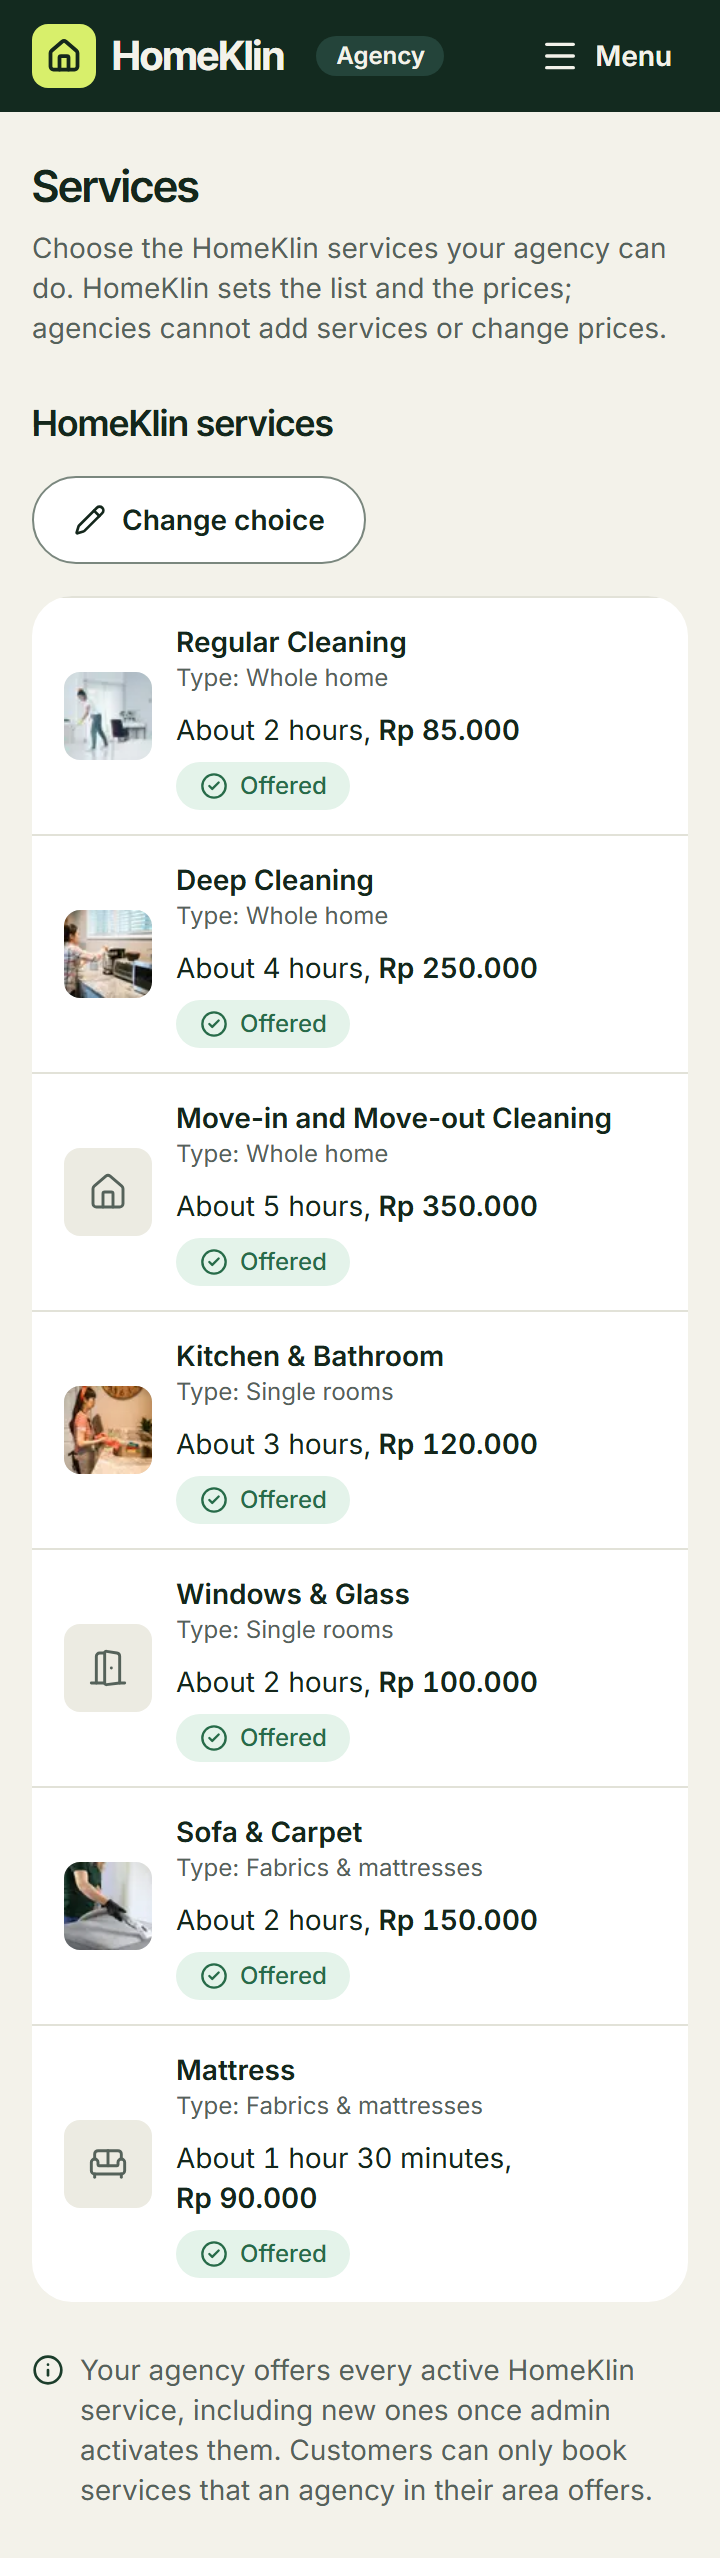 HomeKlin Agency Menu
Services
Choose the HomeKlin services your agency can
do. HomeKlin sets the list and the prices;
agencies cannot add services or change prices.
HomeKlin services
Change choice
Regular Cleaning
Type: Whole home
About 2 hours, Rp 85.000
Offered
Deep Cleaning
Type: Whole home
About 4 hours, Rp 250.000
Offered
Move-in and Move-out Cleaning
Type: Whole home
About 5 hours, Rp 350.000
Offered
Kitchen & Bathroom
Type: Single rooms
About 3 hours, Rp 120.000
Offered
Windows & Glass
Type: Single rooms
About 2 hours, Rp 100.000
Offered
Sofa & Carpet
Type: Fabrics & mattresses
About 2 hours, Rp 150.000
Offered
Mattress
Type: Fabrics & mattresses
About 1 hour 30 minutes,
Rp 90.000
Offered
Your agency offers every active HomeKlin
service, including new ones once admin
activates them. Customers can only book
services that an agency in their area offers.